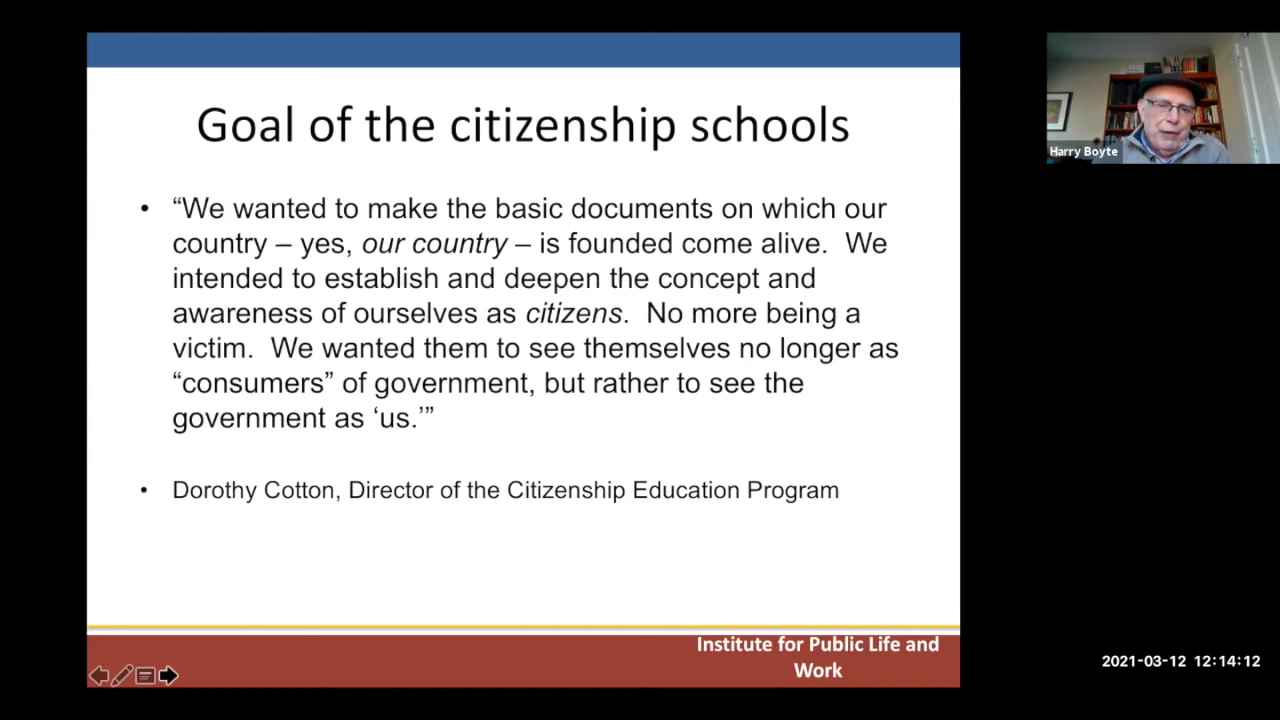 Goal of the citizenship schools
• “We wanted to make the basic documents on which our
country – yes, our country – is founded come alive.  We
intended to establish and deepen the concept and
awareness of ourselves as citizens.  No more being a
victim.  We wanted them to see themselves no longer as
“consumers” of government, but rather to see the
government as ‘us.’”
• Dorothy Cotton, Director of the Citizenship Education Program
Institute for Public Life and
Work
Harry Boyte
2021-03-12 12:14:12